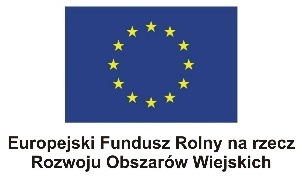 Europejski Fundusz Rolny na rzecz
Rozwoju Obszarów Wiejskich